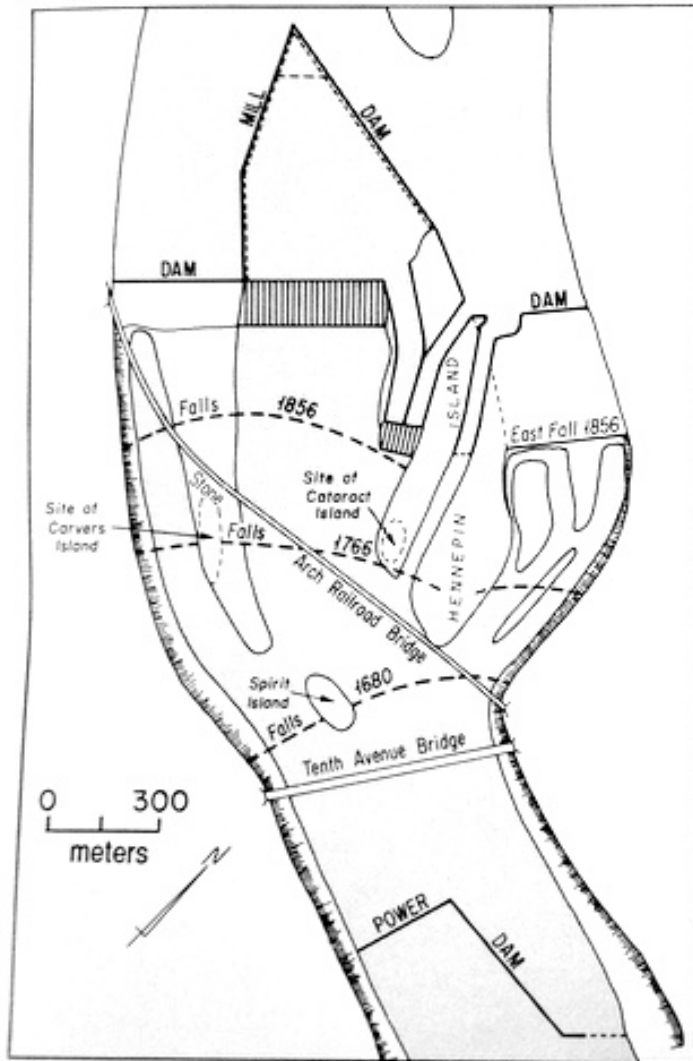 MILL
DAM
DAM
DAM
Falls 1856
ISLAND
East Fall 1856
Site of
Cataract
Island
Site of
Carvers
Island
Stone
Falls 1766
HENNEPIN
Arch Railroad Bridge
Spirit
Island
Falls 1680
Tenth Avenue Bridge
0 300
meters
N
POWER
DAM